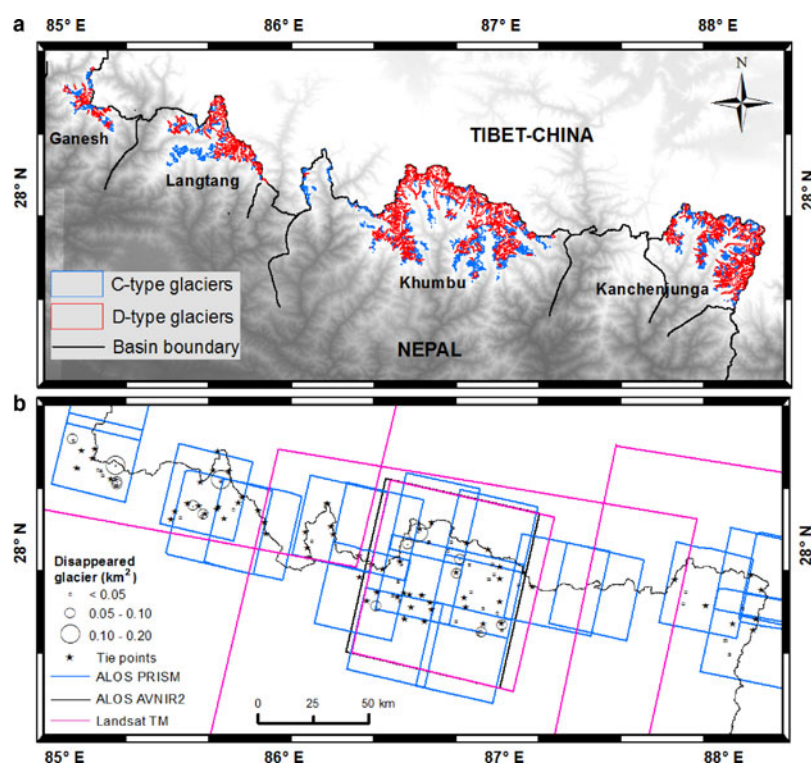 85° E 86° E 87° E 88° E
a
N
Ganesh
TIBET-CHINA
Langtang
28° N 28° N
C-type glaciers
Khumbu
Kanchenjunga
D-type glaciers
Basin boundary
NEPAL
b
28° N 28° N
Disappeared
glacier (km²)
< 0.05
0.05 - 0.10
0.10 - 0.20
Tie points
ALOS PRISM
ALOS AVNIR2
Landsat TM
0 25 50 km
85° E 86° E 87° E 88° E